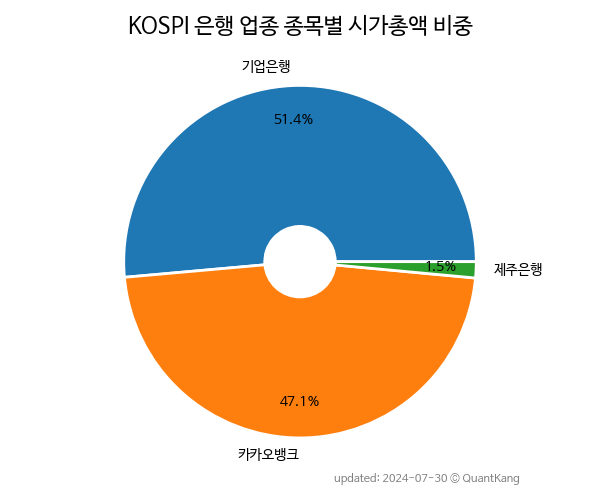 KOSPI 은행 업종 종목별 시가총액 비중
기업은행
51.4%
1.5%
제주은행
47.1%
카카오뱅크
updated: 2024-07-30 © QuantKang